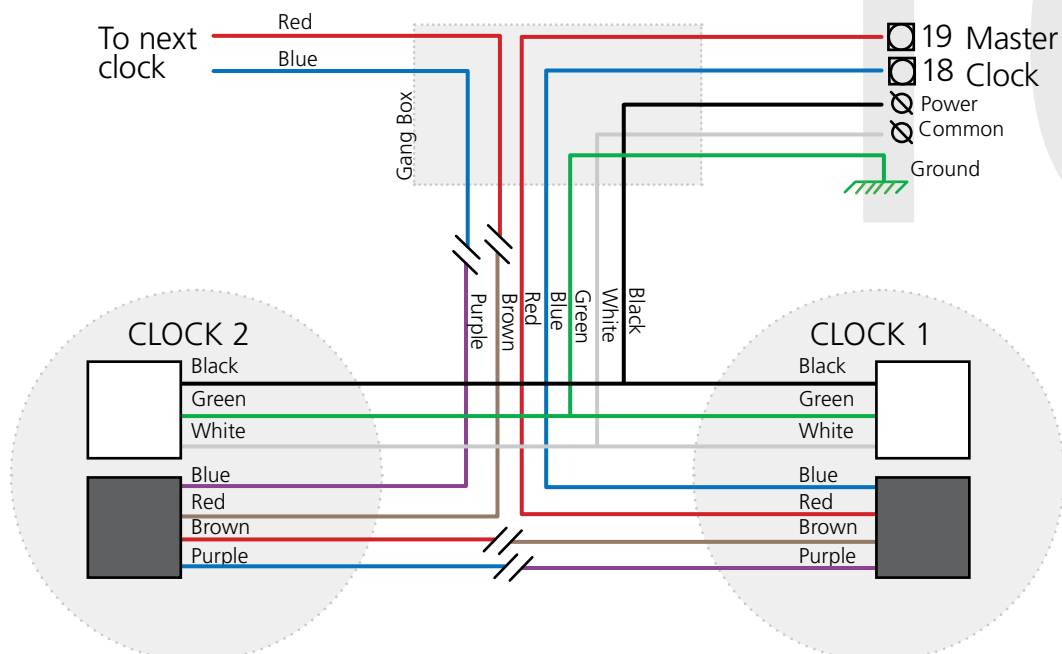 Red
To next
clock
Blue
Gang Box
19 Master
18 Clock
Power
Common
Ground
Purple
Brown
Red
Blue
Green
White
Black
CLOCK 2
Black
Green
White
Blue
Red
Brown
Purple
CLOCK 1
Black
Green
White
Blue
Red
Brown
Purple